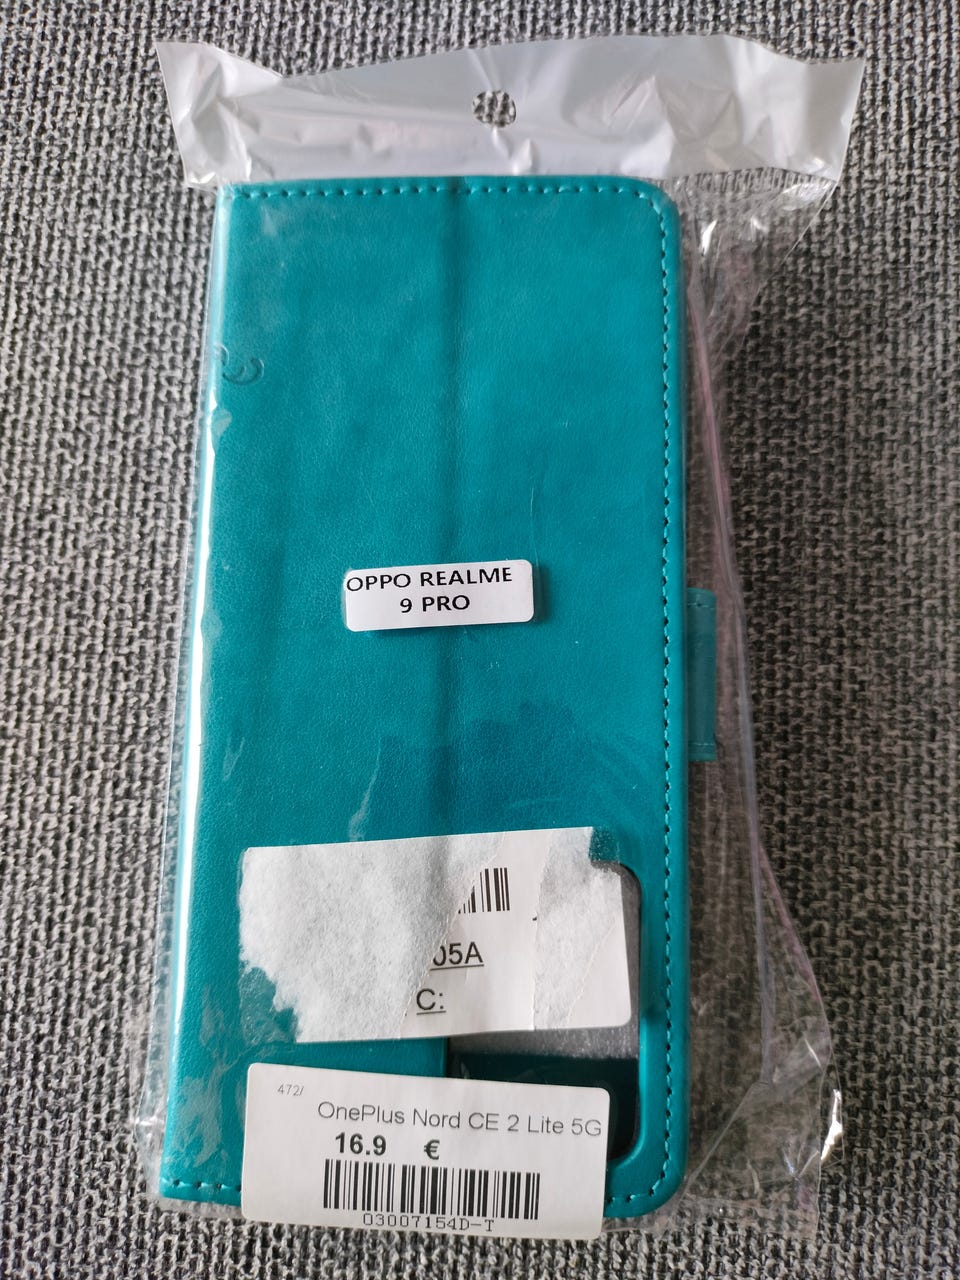 OPPO REALME
9 PRO
05A
C:
472/
OnePlus Nord CE 2 Lite 5G
16.9 €
03007154D-T